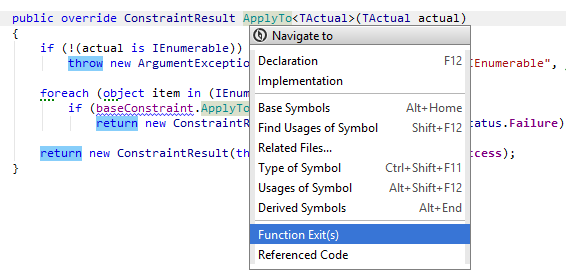 public override ConstraintResult ApplyTo<TActual>(TActual actual)
{
Navigate to
if (!(actual is IEnumerable))
Declaration F12
throw new ArgumentException IEnumerable",
Implementation
foreach (object item in (IEnum
Base Symbols Alt+Home
if (baseConstraint.ApplyTo
Find Usages of Symbol Shift+F12
return new ConstraintR tatus.Failure)
Related Files...
return new ConstraintResult(th ccess);
Type of Symbol Ctrl+Shift+F11
}
Usages of Symbol Alt+Shift+F12
Derived Symbols Alt+End
Function Exit(s)
Referenced Code